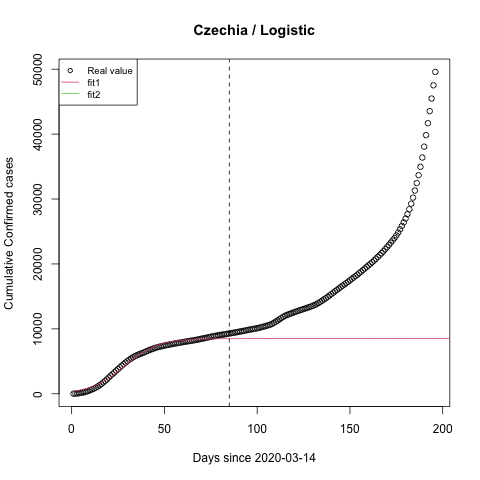 Czechia / Logistic
Real value
fit1
fit2
Cumulative Confirmed cases
50000
40000
30000
20000
10000
0
0 50 100 150 200
Days since 2020-03-14